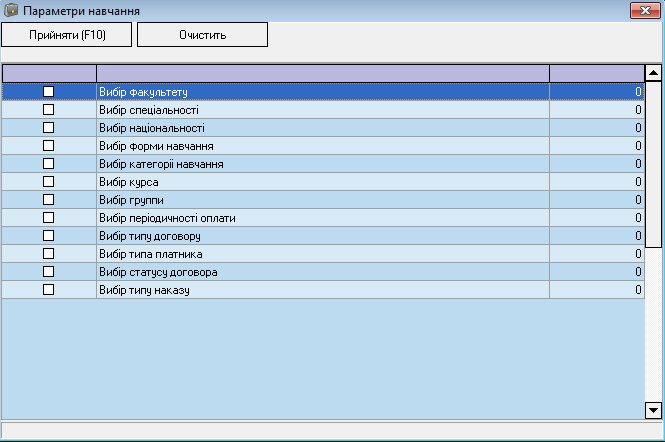 Параметри навчання
Прийняти (F10) Очистить
Вибір факультету 0
Вибір спеціальності 0
Вибір національності 0
Вибір форми навчання 0
Вибір категорії навчання 0
Вибір курса 0
Вибір группи 0
Вибір періодичності оплати 0
Вибір типу договору 0
Вибір типа платника 0
Вибір статусу договора 0
Вибір типу наказу 0